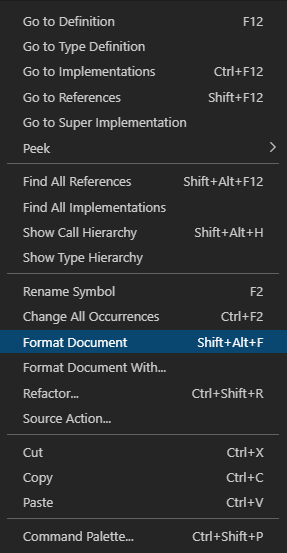 Go to Definition F12
Go to Type Definition
Go to Implementations Ctrl+F12
Go to References Shift+F12
Go to Super Implementation
Peek
Find All References Shift+Alt+F12
Find All Implementations
Show Call Hierarchy Shift+Alt+H
Show Type Hierarchy
Rename Symbol F2
Change All Occurrences Ctrl+F2
Format Document Shift+Alt+F
Format Document With...
Refactor... Ctrl+Shift+R
Source Action...
Cut Ctrl+X
Copy Ctrl+C
Paste Ctrl+V
Command Palette... Ctrl+Shift+P